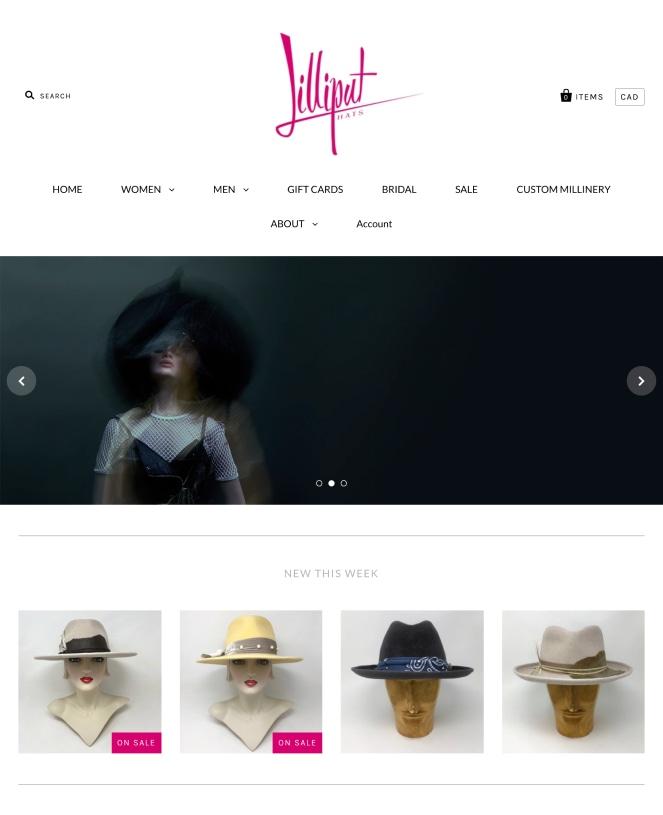 Lilliput
HATS
SEARCH
0 ITEMS CAD
HOME WOMEN MEN GIFT CARDS BRIDAL SALE CUSTOM MILLINERY
ABOUT Account
NEW THIS WEEK
ON SALE ON SALE